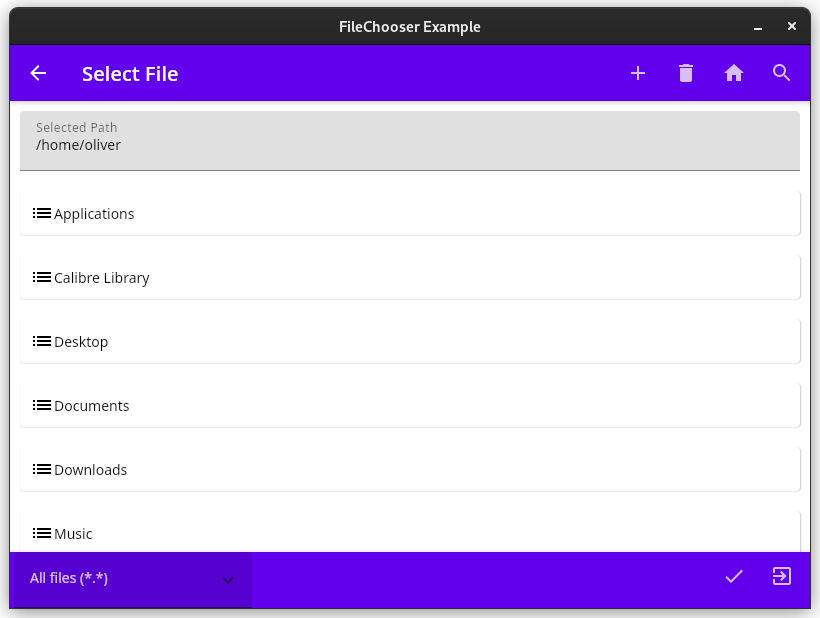 FileChooser Example
Select File
Selected Path
/home/oliver
Applications
Calibre Library
Desktop
Documents
Downloads
Music
All files (*.*)